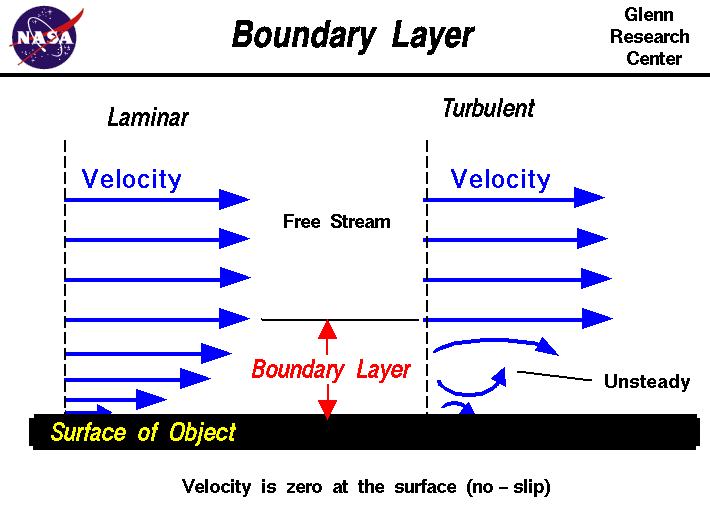 NASA
Boundary Layer
Glenn
Research
Center
Laminar
Turbulent
Velocity
Velocity
Free Stream
Boundary Layer
Unsteady
Surface of Object
Velocity is zero at the surface (no – slip)